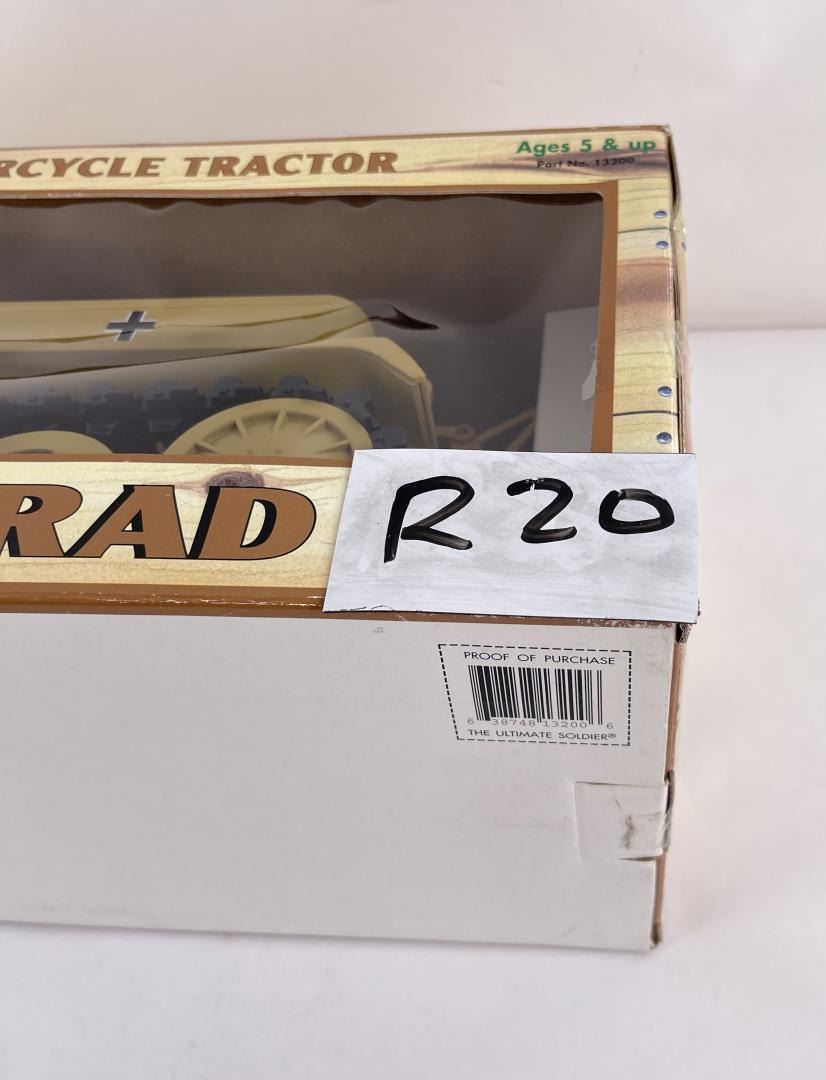 RCYCLE TRACTOR
Ages 5 & up
Part No. 13200
RAD
R20
PROOF OF PURCHASE
6 38748 13200 6
THE ULTIMATE SOLDIER®